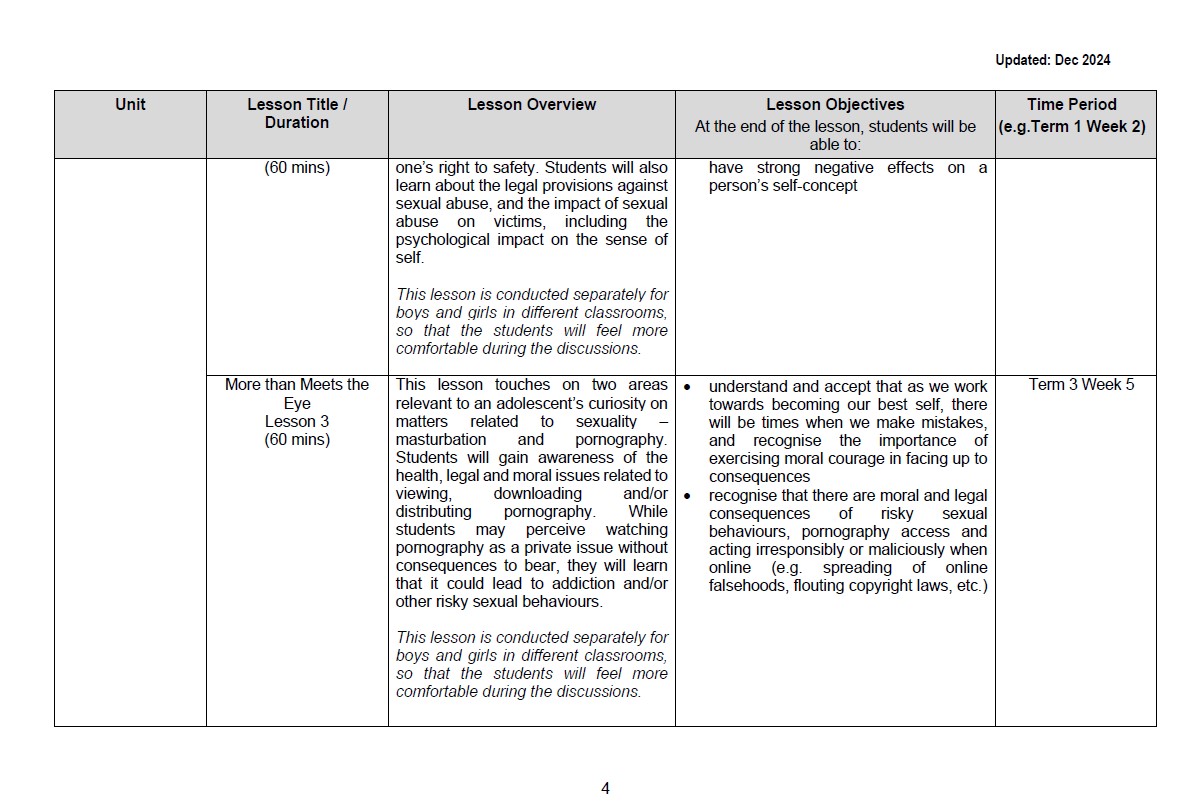 Updated: Dec 2024
Unit
Lesson Title /
Duration
Lesson Overview
Lesson Objectives
At the end of the lesson, students will be
able to:
Time Period
(e.g.Term 1 Week 2)
(60 mins)
one’s right to safety. Students will also
learn about the legal provisions against
sexual abuse, and the impact of sexual
abuse on victims, including the
psychological impact on the sense of
self.
This lesson is conducted separately for
boys and girls in different classrooms,
so that the students will feel more
comfortable during the discussions.
have strong negative effects on a
person’s self-concept
More than Meets the
Eye
Lesson 3
(60 mins)
This lesson touches on two areas
relevant to an adolescent’s curiosity on
matters related to sexuality –
masturbation and pornography.
Students will gain awareness of the
health, legal and moral issues related to
viewing, downloading and/or
distributing pornography. While
students may perceive watching
pornography as a private issue without
consequences to bear, they will learn
that it could lead to addiction and/or
other risky sexual behaviours.
This lesson is conducted separately for
boys and girls in different classrooms,
so that the students will feel more
comfortable during the discussions.
• understand and accept that as we work
towards becoming our best self, there
will be times when we make mistakes,
and recognise the importance of
exercising moral courage in facing up to
consequences
• recognise that there are moral and legal
consequences of risky sexual
behaviours, pornography access and
acting irresponsibly or maliciously when
online (e.g. spreading of online
falsehoods, flouting copyright laws, etc.)
Term 3 Week 5
4